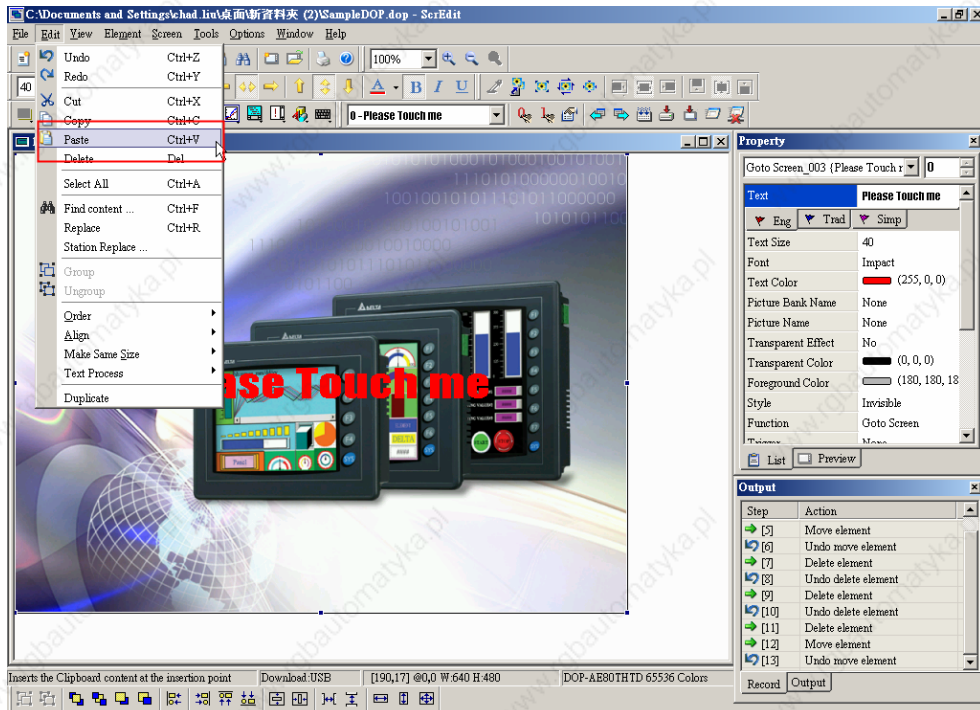 C:\Documents and Settings\chad.liu\桌面\新資料夾 (2)\SampleDOP.dop - ScrEdit
File Edit View Element Screen Tools Options Window Help
100%
40
B I U
0 - Please Touch me
Undo Ctrl+Z
Redo Ctrl+Y
Cut Ctrl+X
Copy Ctrl+C
Paste Ctrl+V
Delete Del
Select All Ctrl+A
Find content ... Ctrl+F
Replace Ctrl+R
Station Replace ...
Group
Ungroup
Order
Align
Make Same Size
Text Process
Duplicate
ase Touch me
Property
Goto Screen_003 {Please Touch r 0
Text Please Touch me
Eng Trad Simp
Text Size 40
Font Impact
Text Color (255, 0, 0)
Picture Bank Name None
Picture Name None
Transparent Effect No
Transparent Color (0, 0, 0)
Foreground Color (180, 180, 18
Style Invisible
Function Goto Screen
Trigger None
List Preview
Output
Step Action
[5] Move element
[6] Undo move element
[7] Delete element
[8] Undo delete element
[9] Delete element
[10] Undo delete element
[11] Delete element
[12] Move element
[13] Undo move element
Record Output
Inserts the Clipboard content at the insertion point Download:USB [190,17] @0,0 W:640 H:480 DOP-AE80THTD 65536 Colors